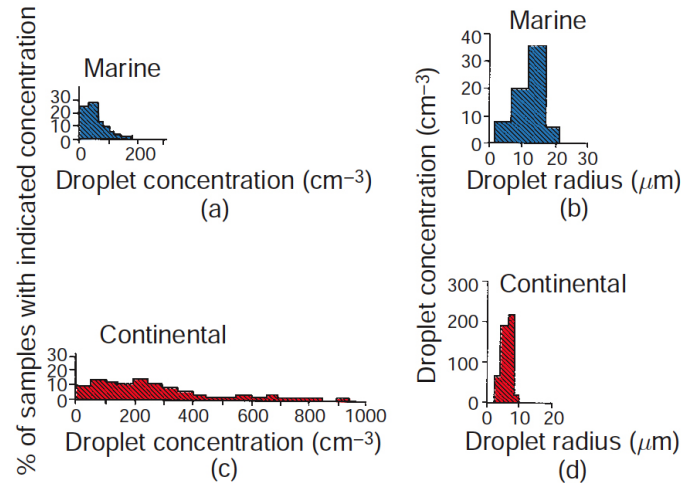 % of samples with indicated concentration
Marine
30
20
10
0
0 200
Droplet concentration (cm–3)
(a)
Droplet concentration (cm–3)
Marine
40
30
20
10
0
0 10 20 30
Droplet radius (μm)
(b)
Continental
30
20
10
0
0 200 400 600 800 1000
Droplet concentration (cm–3)
(c)
Continental
300
200
100
0
0 10 20
Droplet radius (μm)
(d)